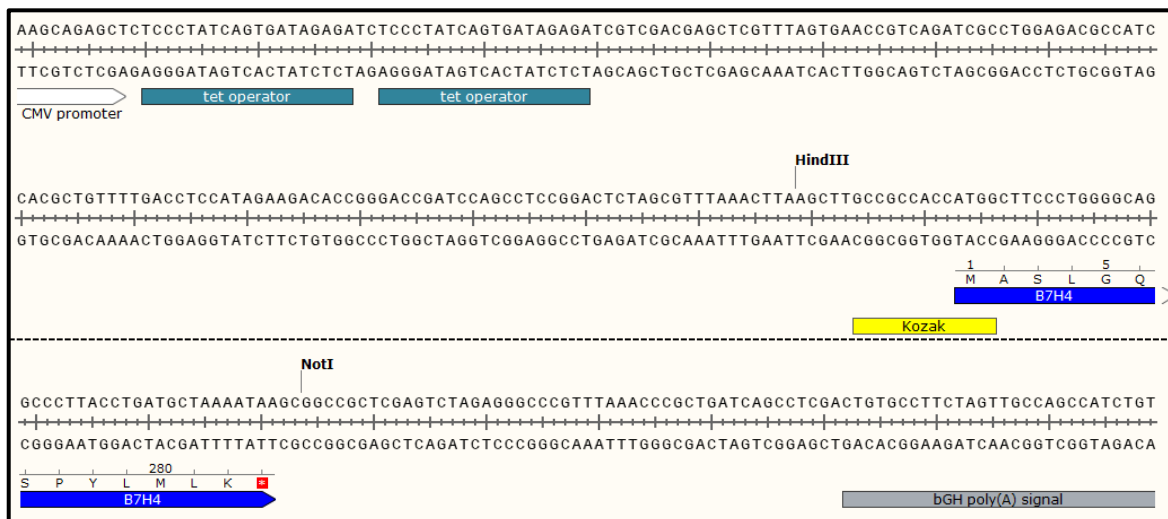 AAGCAGAGCTCTCCCTATCAGTGATAGAGATCTCCCTATCAGTGATAGAGATCGTCGACGAGCTCGTTTAGTGAACCGTCAGATCGCCTGGAGACGCCATC
TTCGTCTCGAGAGGGATAGTCACTATCTCTAGAGGGATAGTCACTATCTCTAGCAGCTGCTCGAGCAAATCACTTGGCAGTCTAGCGGACCTCTGCGGTAG
tet operator tet operator
CMV promoter
HindIII
CACGCTGTTTTGACCTCCATAGAAGACACCGGGACCGATCCAGCCTCCGGACTCTAGCGTTTAAACTTAAGCTTGCCGCCACCATGGCTTCCCTGGGGCAG
GTGCGACAAAACTGGAGGTATCTTCTGTGGCCCTGGCTAGGTCGGAGGCCTGAGATCGCAAATTTGAATTCGAACGGCGGTGGTACCGAAGGGACCCCGTC
1 5
M A S L G Q
B7H4
Kozak
NotI
GCCCTTACCTGATGCTAAAATAAGCGGCCGCTCGAGTCTAGAGGGCCCGTTTAAACCCGCTGATCAGCCTCGACTGTGCCTTCTAGTTGCCAGCCATCTGT
CGGGAATGGACTACGATTTTATTCGCCGGCGAGCTCAGATCTCCCGGGCAAATTTGGGCGACTAGTCGGAGCTGACACGGAAGATCAACGGTCGGTAGACA
280
S P Y L M L K *
B7H4
bGH poly(A) signal